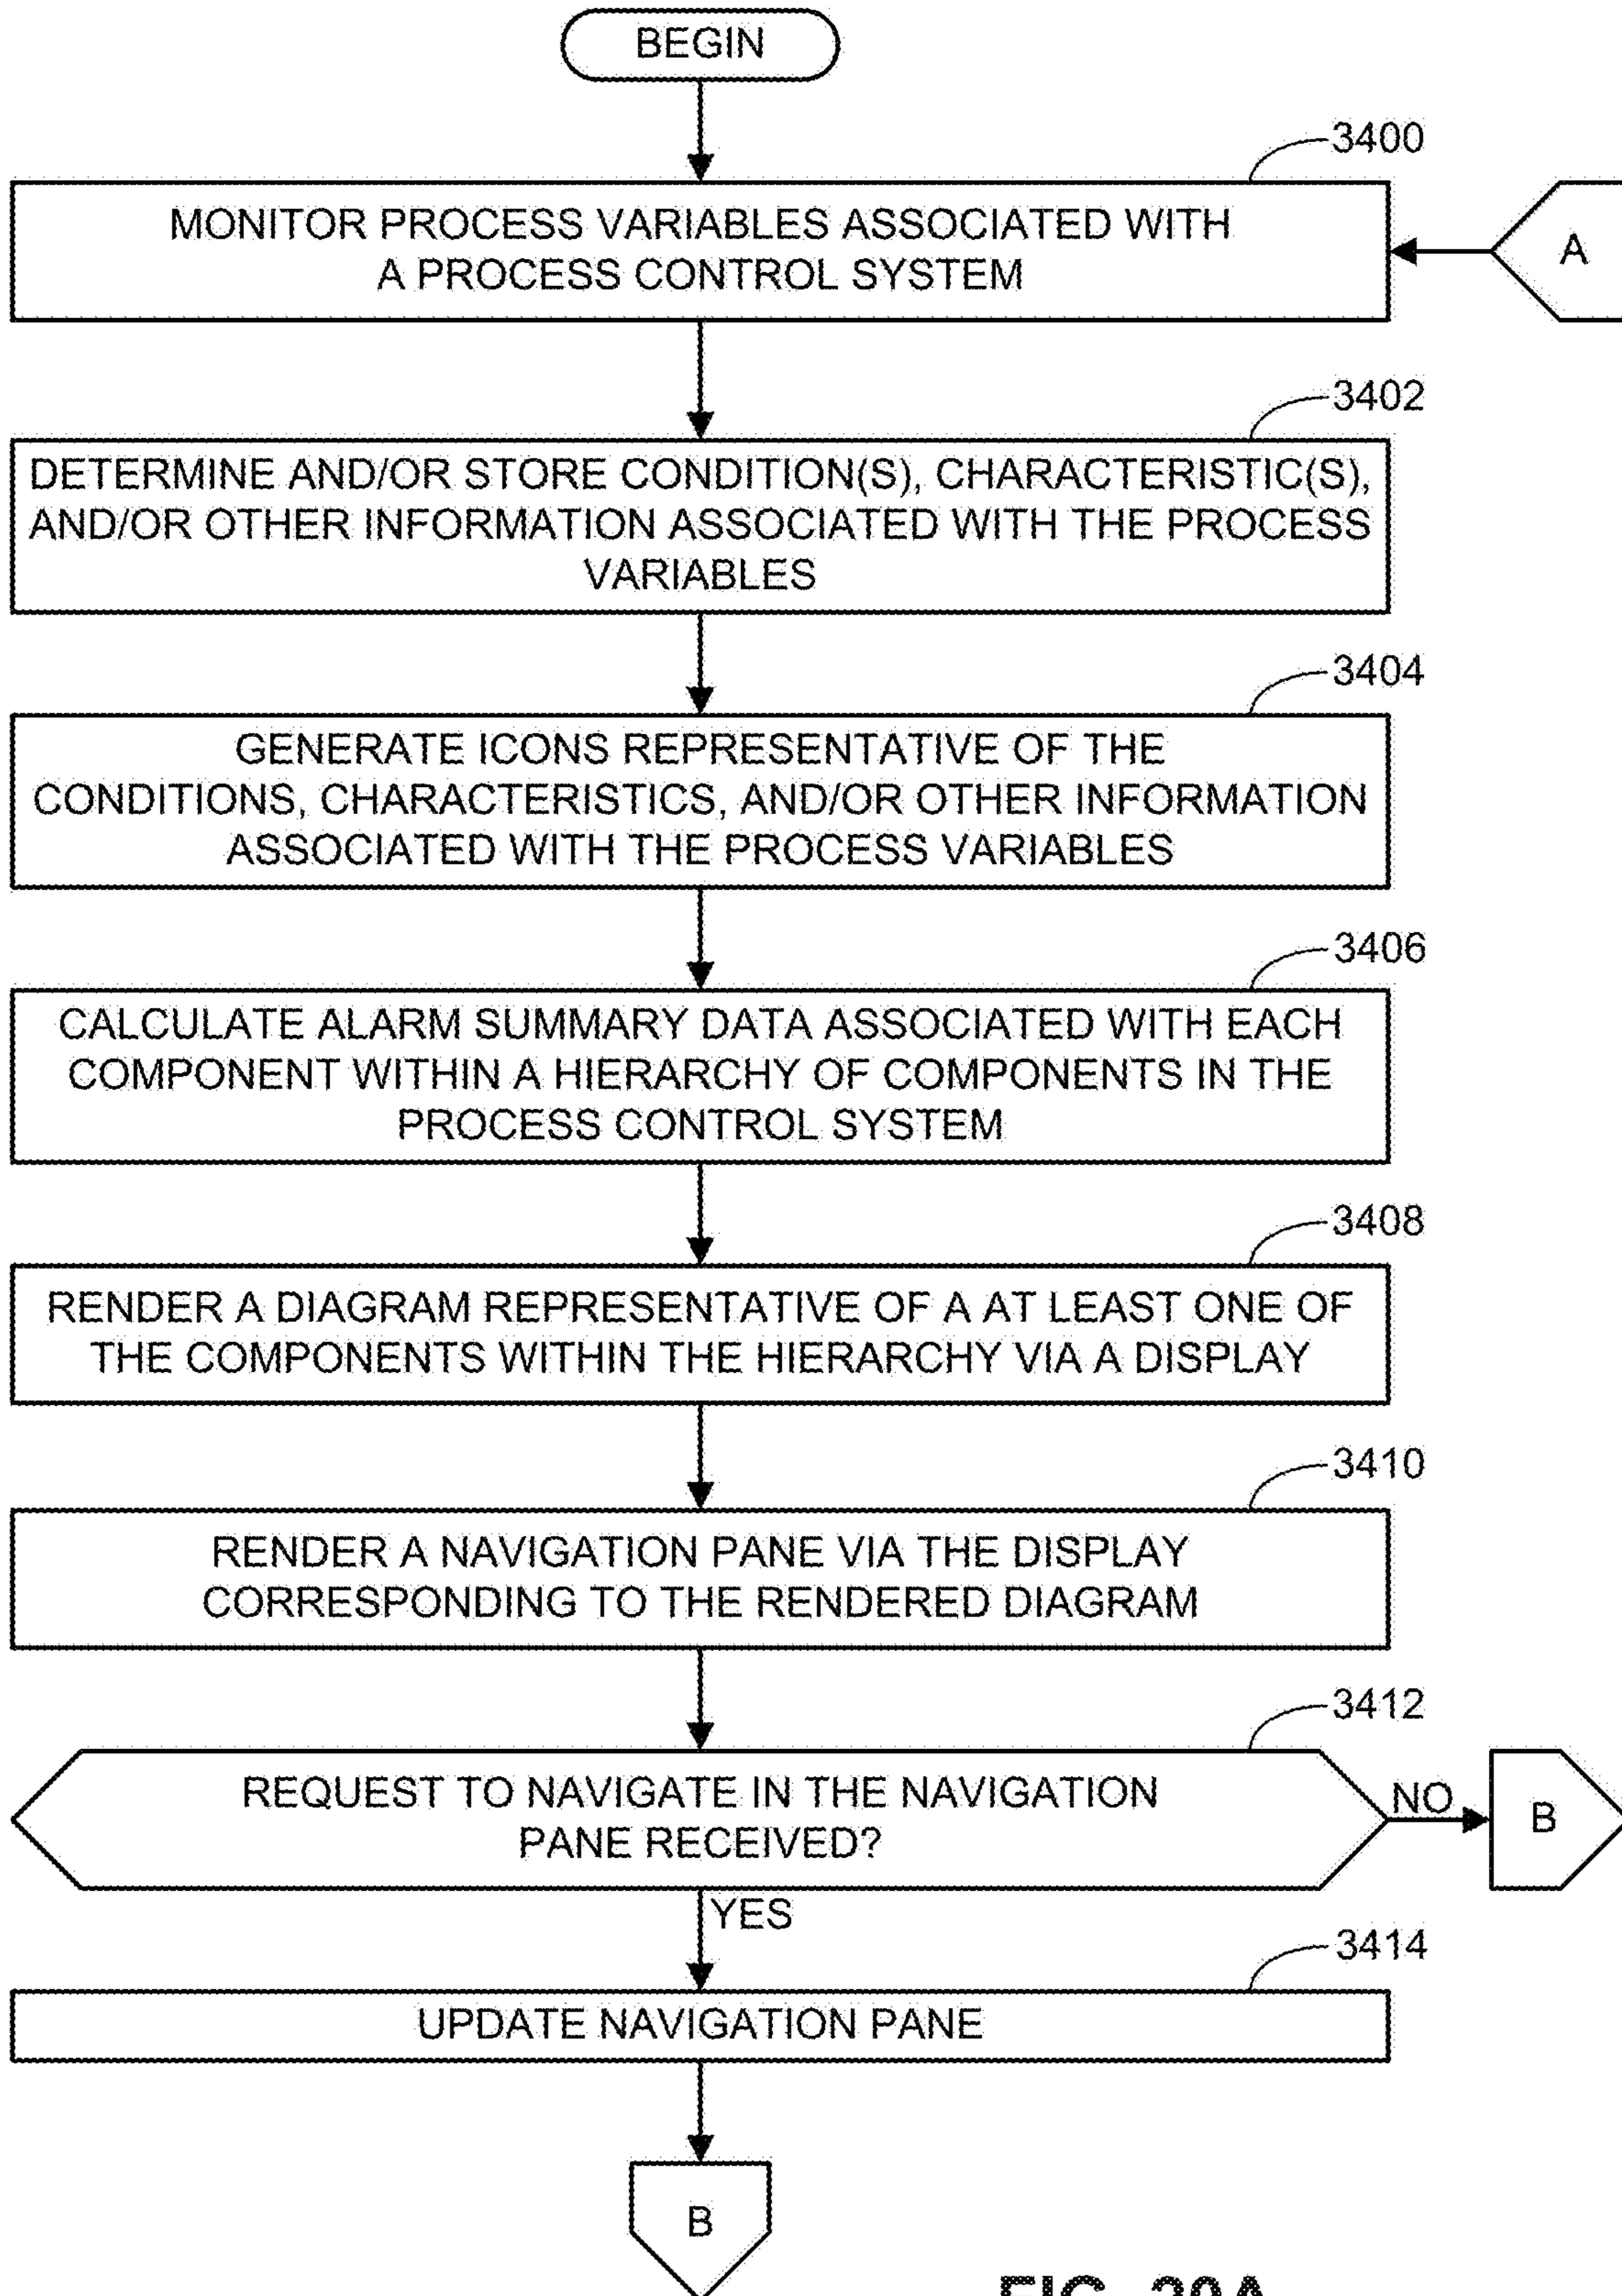 BEGIN
3400
MONITOR PROCESS VARIABLES ASSOCIATED WITH
A PROCESS CONTROL SYSTEM
A
3402
DETERMINE AND/OR STORE CONDITION(S), CHARACTERISTIC(S),
AND/OR OTHER INFORMATION ASSOCIATED WITH THE PROCESS
VARIABLES
3404
GENERATE ICONS REPRESENTATIVE OF THE
CONDITIONS, CHARACTERISTICS, AND/OR OTHER INFORMATION
ASSOCIATED WITH THE PROCESS VARIABLES
3406
CALCULATE ALARM SUMMARY DATA ASSOCIATED WITH EACH
COMPONENT WITHIN A HIERARCHY OF COMPONENTS IN THE
PROCESS CONTROL SYSTEM
3408
RENDER A DIAGRAM REPRESENTATIVE OF A AT LEAST ONE OF
THE COMPONENTS WITHIN THE HIERARCHY VIA A DISPLAY
3410
RENDER A NAVIGATION PANE VIA THE DISPLAY
CORRESPONDING TO THE RENDERED DIAGRAM
3412
REQUEST TO NAVIGATE IN THE NAVIGATION
PANE RECEIVED?
NO
B
YES
3414
UPDATE NAVIGATION PANE
B
FIG.